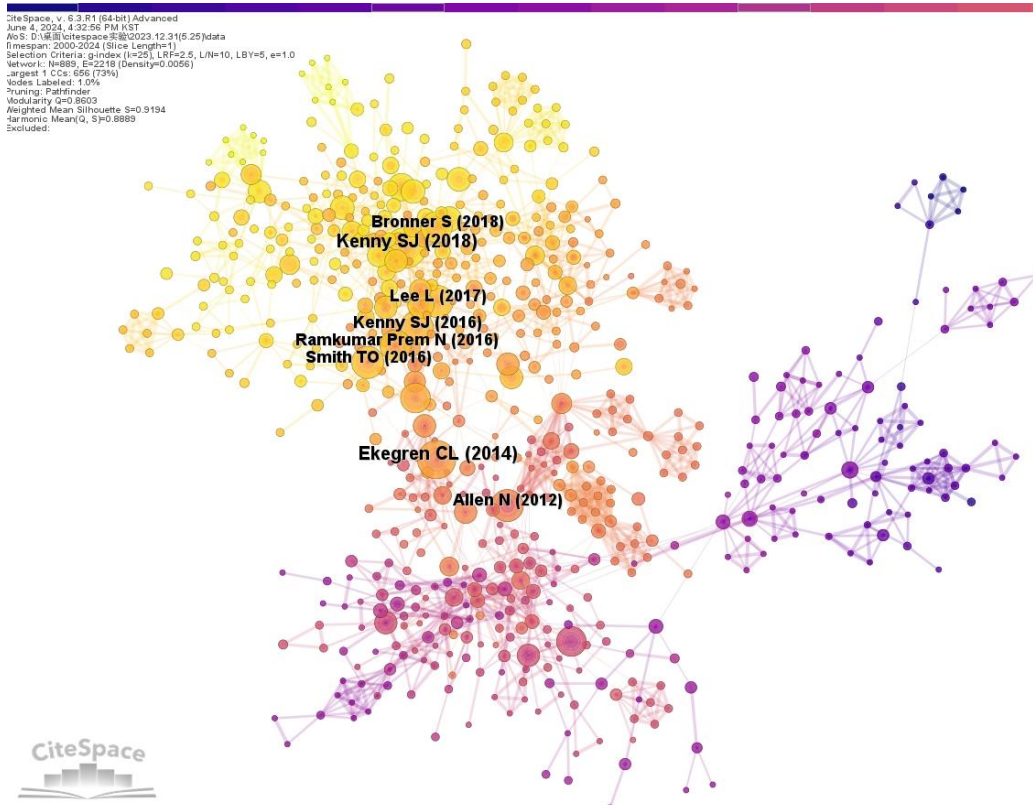 CiteSpace, v. 6.3.R1 (64-bit) Advanced
June 4, 2024, 4:32:56 PM KST
WoS: D:\桌面\citespace实验\2023.12.31(5.25)\data
Timespan: 2000-2024 (Slice Length=1)
Selection Criteria: g-index (k=25), LRF=2.5, L/N=10, LBY=5, e=1.0
Network: N=889, E=2218 (Density=0.0056)
Largest 1 CCs: 656 (73%)
Nodes Labeled: 1.0%
Pruning: Pathfinder
Modularity Q=0.8603
Weighted Mean Silhouette S=0.9194
Harmonic Mean(Q, S)=0.8889
Excluded:
Bronner S (2018)
Kenny SJ (2018)
Lee L (2017)
Kenny SJ (2016)
Ramkumar Prem N (2016)
Smith TO (2016)
Ekegren CL (2014)
Allen N (2012)
CiteSpace